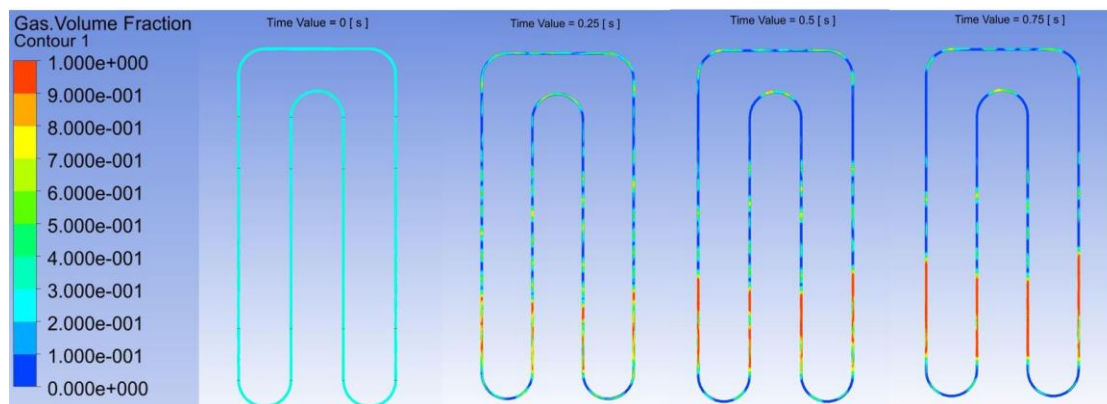 Gas.Volume Fraction
Contour 1
1.000e+000
9.000e-001
8.000e-001
7.000e-001
6.000e-001
5.000e-001
4.000e-001
3.000e-001
2.000e-001
1.000e-001
0.000e+000
Time Value = 0 [ s ]
Time Value = 0.25 [ s ]
Time Value = 0.5 [ s ]
Time Value = 0.75 [ s ]